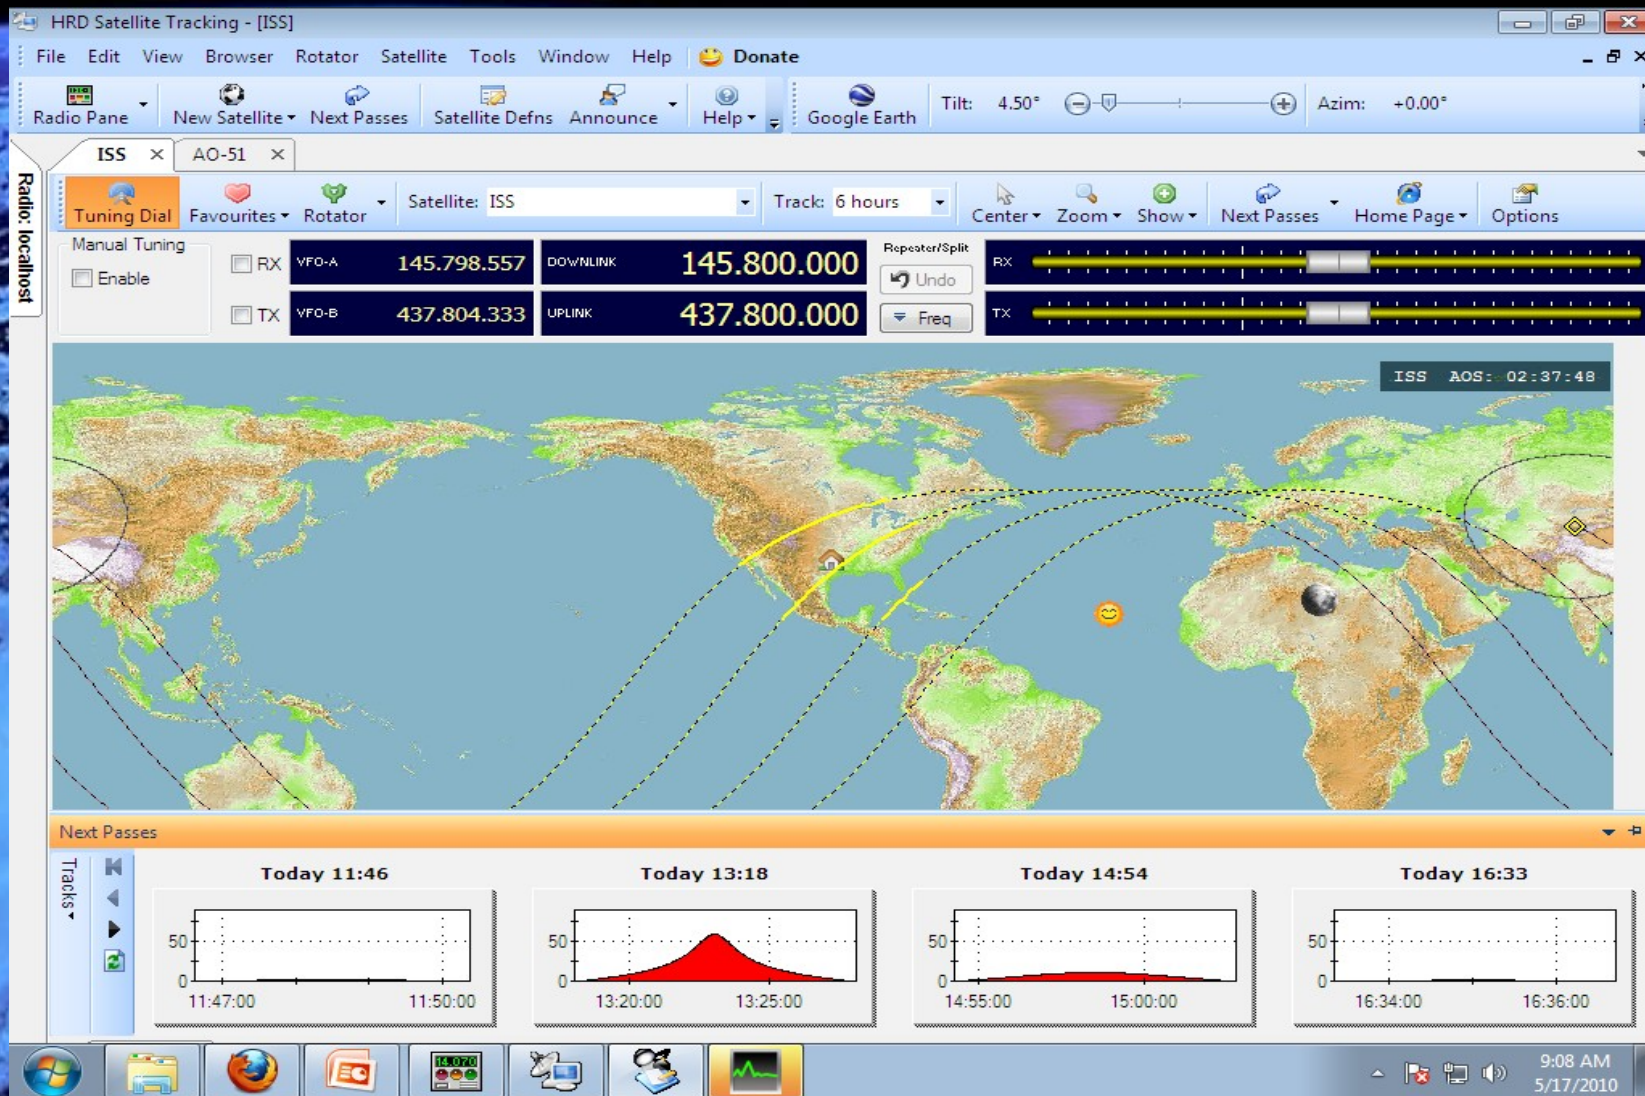 HRD Satellite Tracking - [ISS]
File Edit View Browser Rotator Satellite Tools Window Help Donate
Radio Pane New Satellite Next Passes Satellite Defns Announce Help Google Earth Tilt: 4.50° Azim: +0.00°
ISS AO-51
Radio: localhost
Tuning Dial Favourites Rotator Satellite: ISS Track: 6 hours Center Zoom Show Next Passes Home Page Options
Manual Tuning
Enable
RX VFO-A 145.798.557 DOWNLINK 145.800.000 Repeater/Split Undo RX
TX VFO-B 437.804.333 UPLINK 437.800.000 Freq TX
ISS AOS: 02:37:48
Next Passes
Tracks
Today 11:46 Today 13:18 Today 14:54 Today 16:33
50 50 50 50
0 0 0 0
11:47:00 11:50:00 13:20:00 13:25:00 14:55:00 15:00:00 16:34:00 16:36:00
14.070
9:08 AM
5/17/2010